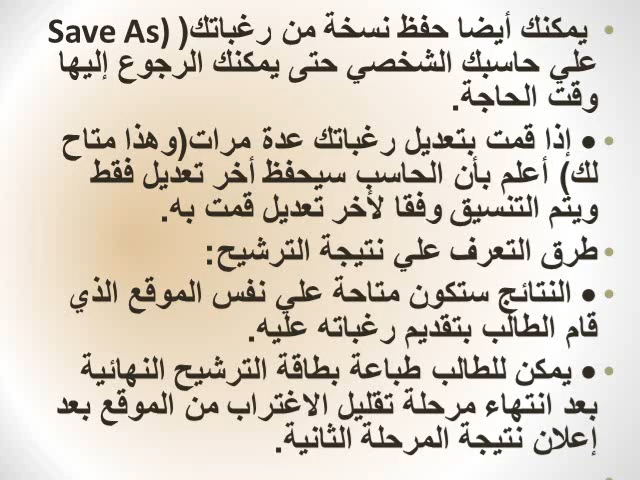 • يمكنك أيضا حفظ نسخة من رغباتك( (Save As
علي حاسبك الشخصي حتى يمكنك الرجوع إليها
وقت الحاجة.
• ● إذا قمت بتعديل رغباتك عدة مرات(وهذا متاح
لك) أعلم بأن الحاسب سيحفظ أخر تعديل فقط
ويتم التنسيق وفقا لأخر تعديل قمت به.
• طرق التعرف علي نتيجة الترشيح:
• ● النتائج ستكون متاحة علي نفس الموقع الذي
قام الطالب بتقديم رغباته عليه.
• ● يمكن للطالب طباعة بطاقة الترشيح النهائية
بعد انتهاء مرحلة تقليل الاغتراب من الموقع بعد
إعلان نتيجة المرحلة الثانية.